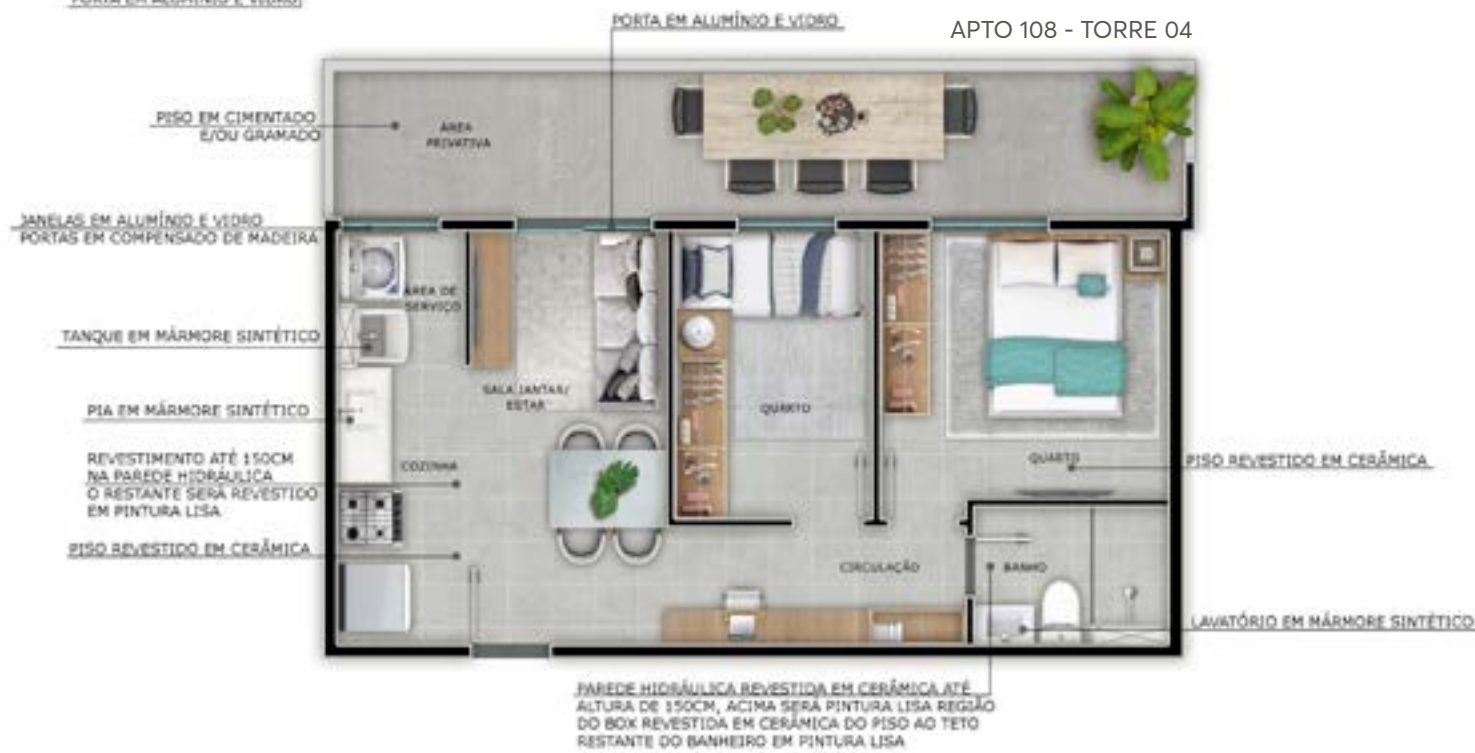 PORTA EM ALUMÍNIO E VIDRO
PORTA EM ALUMÍNIO E VIDRO
APTO 108 - TORRE 04
PISO EM CIMENTADO
E/OU GRAMADO
ÁREA
PRIVATIVA
JANELAS EM ALUMÍNIO E VIDRO
PORTAS EM COMPENSADO DE MADEIRA
ÁREA DE
SERVIÇO
TANQUE EM MÁRMORE SINTÉTICO
SALA JANTAR/
ESTAR
PIA EM MÁRMORE SINTÉTICO
QUARTO
REVESTIMENTO ATÉ 150CM
NA PAREDE HIDRÁULICA
O RESTANTE SERÁ REVESTIDO
EM PINTURA LISA
COZINHA
QUARTO
PISO REVESTIDO EM CERÂMICA
PISO REVESTIDO EM CERÂMICA
CIRCULAÇÃO
BANHO
LAVATÓRIO EM MÁRMORE SINTÉTICO
PAREDE HIDRÁULICA REVESTIDA EM CERÂMICA ATÉ
ALTURA DE 150CM, ACIMA SERÁ PINTURA LISA REGIÃO
DO BOX REVESTIDA EM CERÂMICA DO PISO AO TETO
RESTANTE DO BANHEIRO EM PINTURA LISA